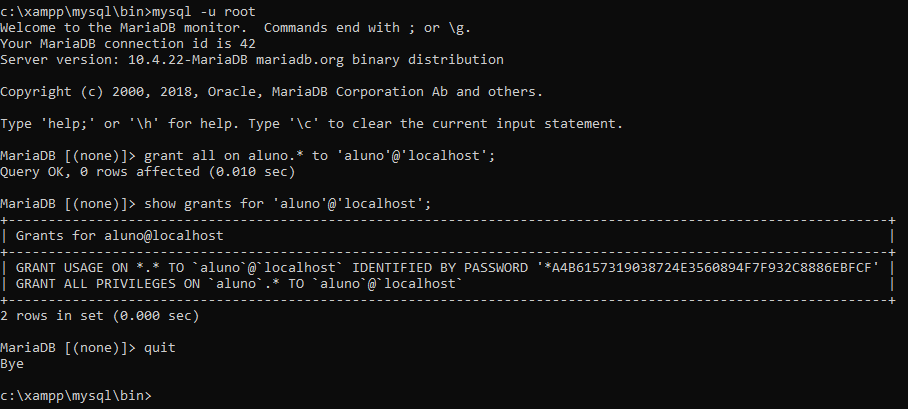 c:\xampp\mysql\bin>mysql -u root
Welcome to the MariaDB monitor.  Commands end with ; or \g.
Your MariaDB connection id is 42
Server version: 10.4.22-MariaDB mariadb.org binary distribution
Copyright (c) 2000, 2018, Oracle, MariaDB Corporation Ab and others.
Type 'help;' or '\h' for help. Type '\c' to clear the current input statement.
MariaDB [(none)]> grant all on aluno.* to 'aluno'@'localhost';
Query OK, 0 rows affected (0.010 sec)
MariaDB [(none)]> show grants for 'aluno'@'localhost';
+--------------------------------------------------------------------------------------------------------------+
| Grants for aluno@localhost                                                                                   |
+--------------------------------------------------------------------------------------------------------------+
| GRANT USAGE ON *.* TO `aluno`@`localhost` IDENTIFIED BY PASSWORD '*A4B6157319038724E3560894F7F932C8886EBFCF' |
| GRANT ALL PRIVILEGES ON `aluno`.* TO `aluno`@`localhost`                                                     |
+--------------------------------------------------------------------------------------------------------------+
2 rows in set (0.000 sec)
MariaDB [(none)]> quit
Bye
c:\xampp\mysql\bin>